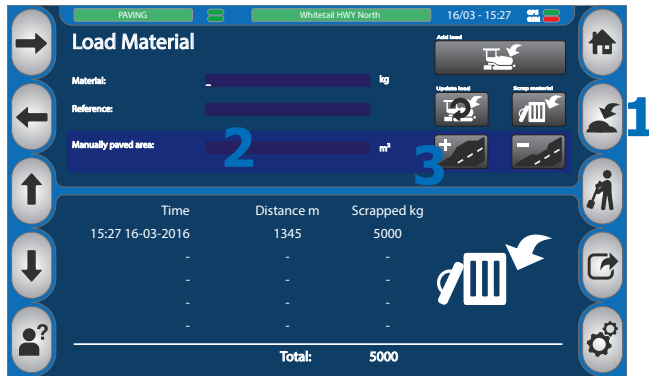 PAVING Whitetail HWY North 16/03 - 15:27 GPS GSM
Load Material
Add load
Material: _ kg
Update load Scrap material
Reference:
Manually paved area: m²
1
2
3
+ -
Time Distance m Scrapped kg
15:27 16-03-2016 1345 5000
- - -
- - -
- - -
- - -
?
Total: 5000